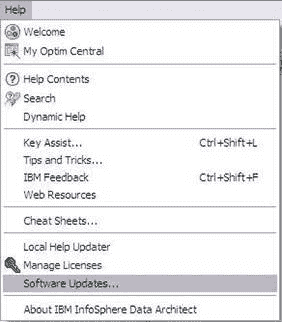 Help
Welcome
My Optim Central
Help Contents
Search
Dynamic Help
Key Assist... Ctrl+Shift+L
Tips and Tricks...
IBM Feedback Ctrl+Shift+F
Web Resources
Cheat Sheets...
Local Help Updater
Manage Licenses
Software Updates...
About IBM InfoSphere Data Architect